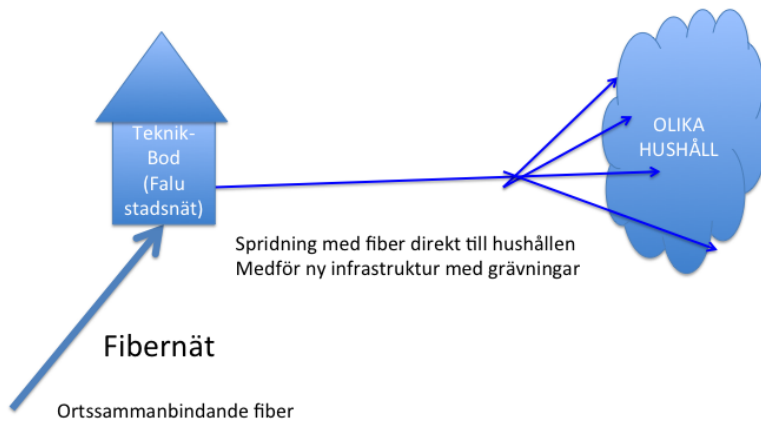 Teknik-
Bod
(Falu
stadsnät)
OLIKA
HUSHÅLL
Spridning med fiber direkt till hushållen
Medför ny infrastruktur med grävningar
Fibernät
Ortssammanbindande fiber